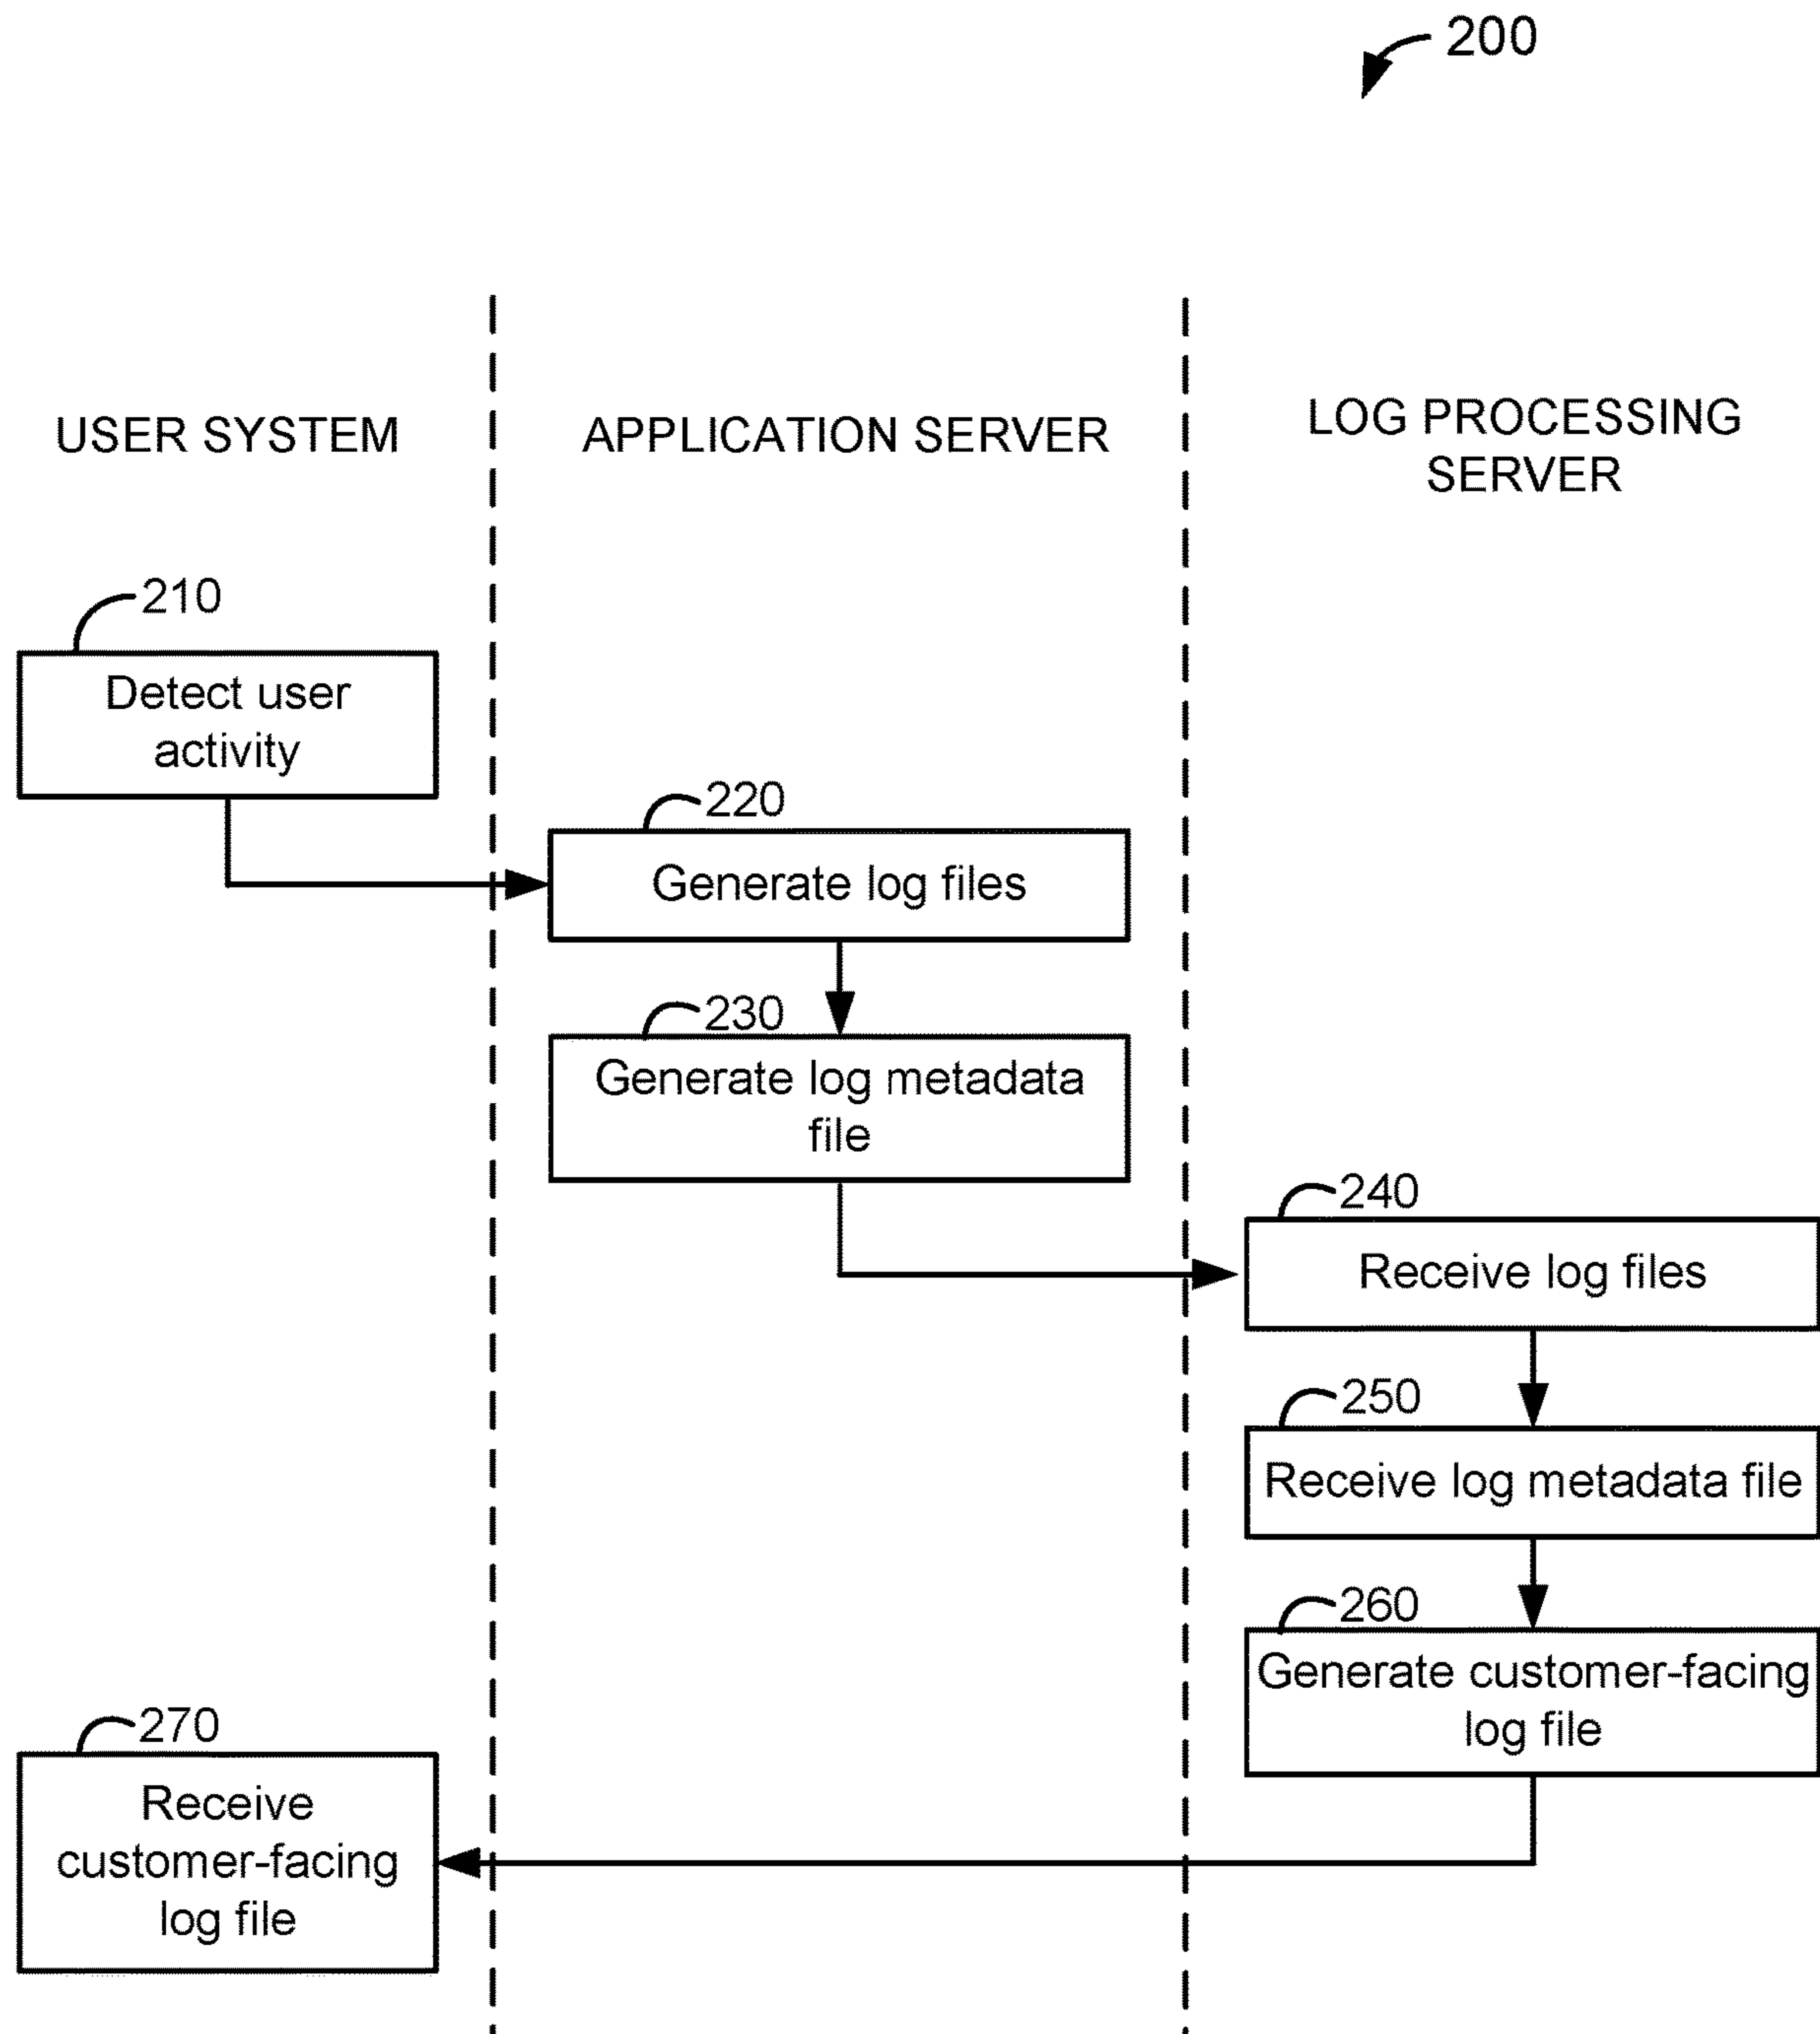 200
USER SYSTEM
APPLICATION SERVER
LOG PROCESSING
SERVER
210
Detect user
activity
220
Generate log files
230
Generate log metadata
file
240
Receive log files
250
Receive log metadata file
260
Generate customer-facing
log file
270
Receive
customer-facing
log file